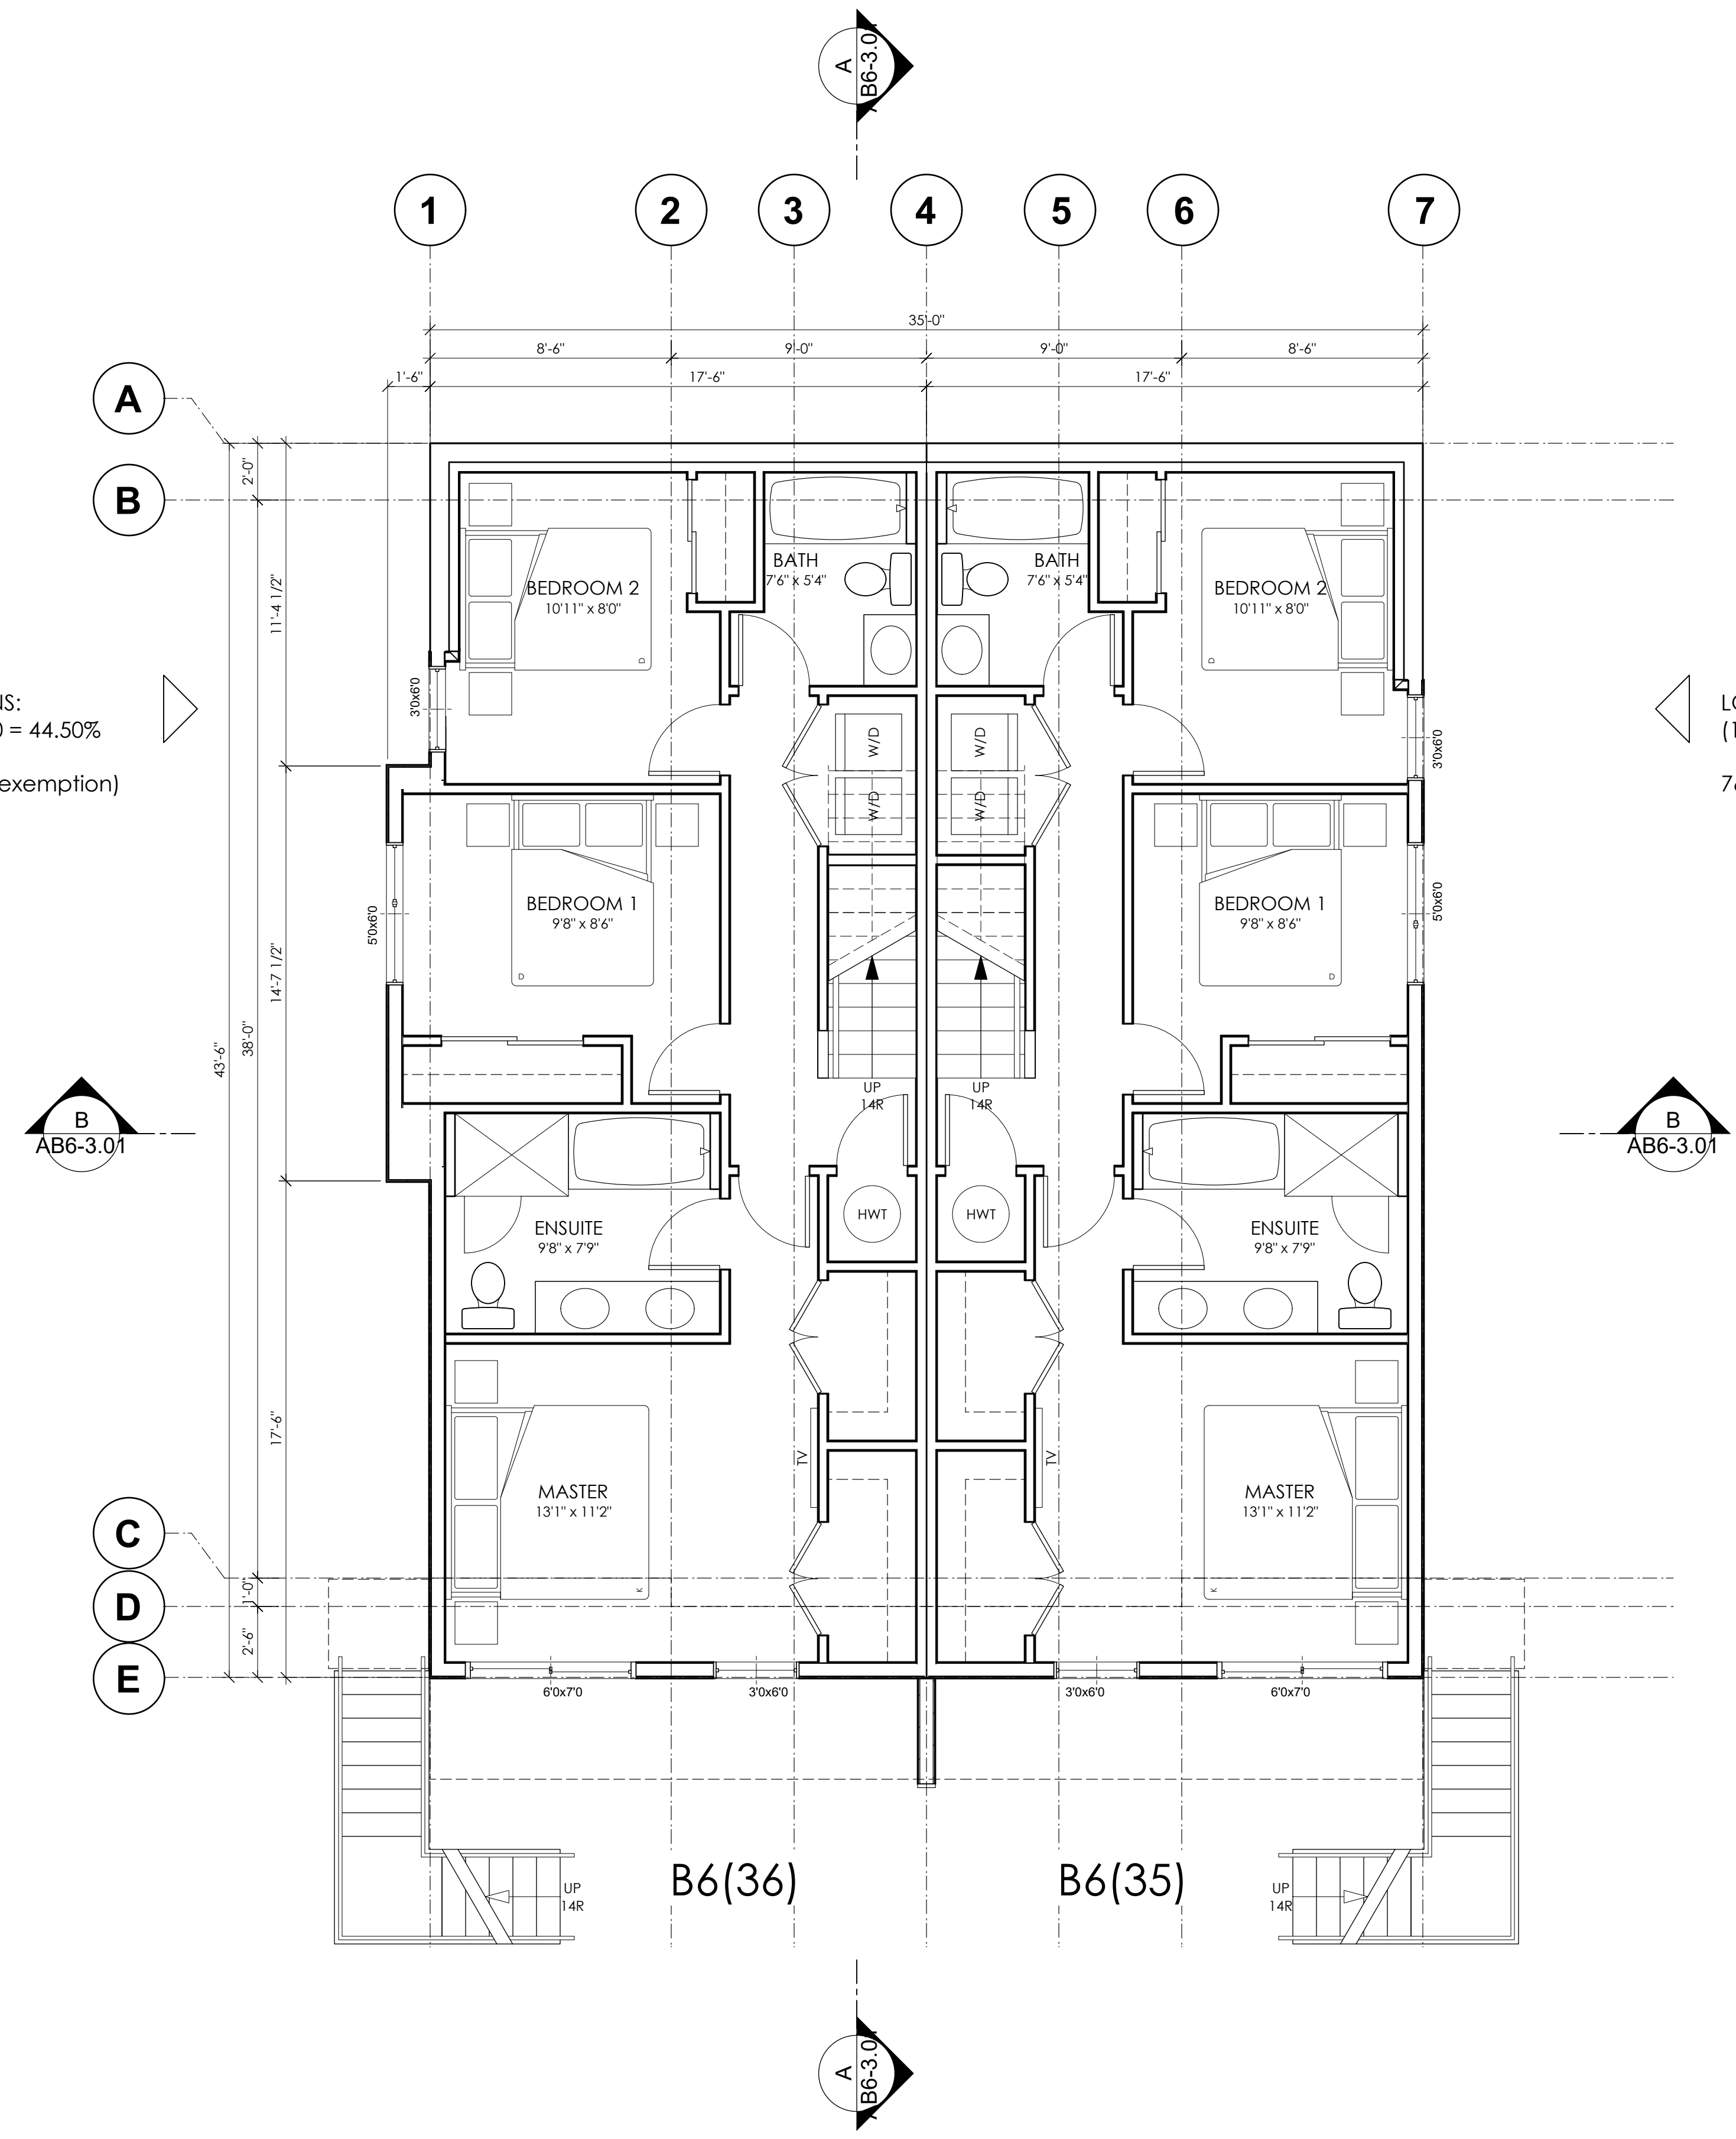 A
AB6-3.01
1
2
3
4
5
6
7
35'-0"
8'-6"
9'-0"
9'-0"
8'-6"
1'-6"
17'-6"
17'-6"
A
B
2'-0"
11'-4 1/2"
14'-7 1/2"
38'-0"
43'-6"
17'-6"
1'-0"
2'-6"
BATH
7'6" x 5'4"
BATH
7'6" x 5'4"
BEDROOM 2
10'11" x 8'0"
D
BEDROOM 2
10'11" x 8'0"
D
= 44.50%
exemption)
3'0x6'0
3'0x6'0
W/D
W/D
W/D
W/D
BEDROOM 1
9'8" x 8'6"
D
BEDROOM 1
9'8" x 8'6"
D
5'0x6'0
5'0x6'0
UP
14R
UP
14R
B
AB6-3.01
B
AB6-3.01
HWT
HWT
ENSUITE
9'8" x 7'9"
ENSUITE
9'8" x 7'9"
TV
TV
MASTER
13'1" x 11'2"
K
MASTER
13'1" x 11'2"
K
C
D
E
6'0x7'0
3'0x6'0
3'0x6'0
6'0x7'0
B6(36)
B6(35)
UP
14R
UP
14R
A
AB6-3.01